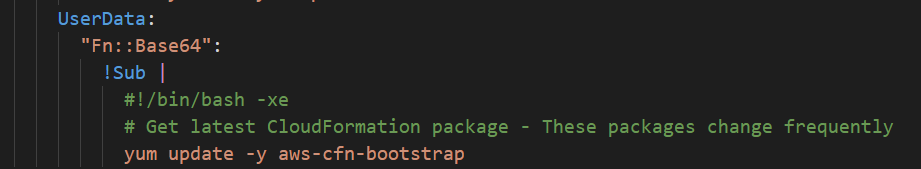 UserData:
"Fn::Base64":
!Sub |
#!/bin/bash -xe
# Get latest CloudFormation package - These packages change frequently
yum update -y aws-cfn-bootstrap